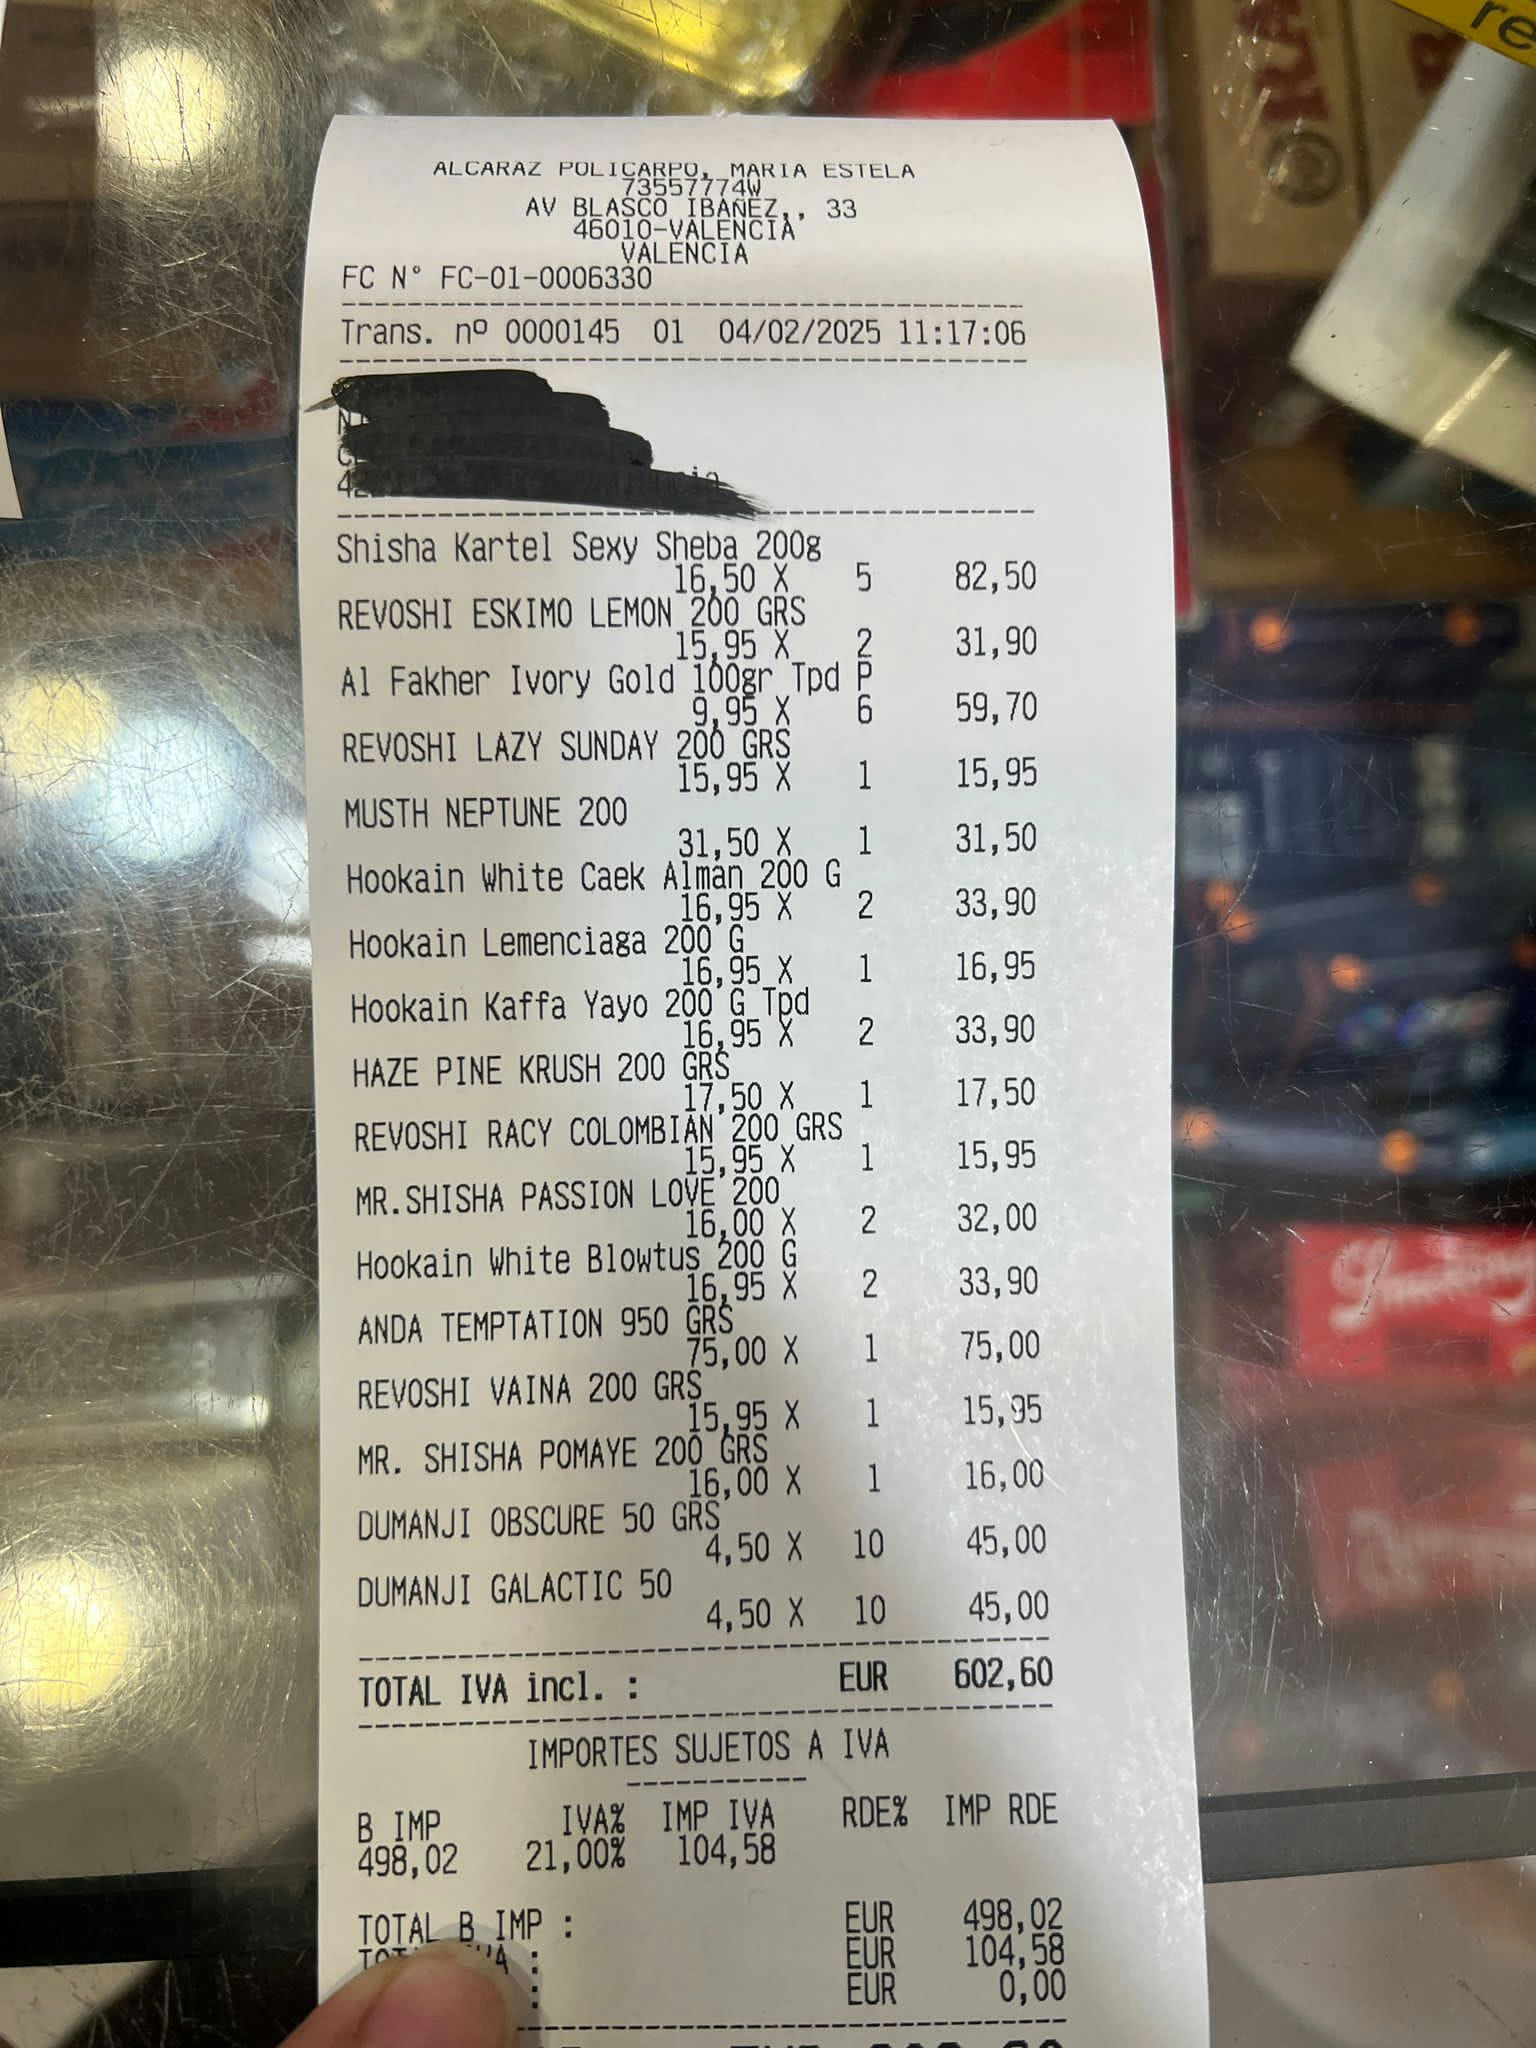 ALCARAZ POLICARPO, MARIA ESTELA
73557774W
AV BLASCO IBAÑEZ,, 33
46010-VALENCIA
VALENCIA
FC N° FC-01-0006330
Trans. nº 0000145 01 04/02/2025 11:17:06
Shisha Kartel Sexy Sheba 200g
16,50 X 5 82,50
REVOSHI ESKIMO LEMON 200 GRS
15,95 X 2 31,90
Al Fakher Ivory Gold 100gr Tpd P
9,95 X 6 59,70
REVOSHI LAZY SUNDAY 200 GRS
15,95 X 1 15,95
MUSTH NEPTUNE 200
31,50 X 1 31,50
Hookain White Caek Alman 200 G
16,95 X 2 33,90
Hookain Lemenciaga 200 G
16,95 X 1 16,95
Hookain Kaffa Yayo 200 G Tpd
16,95 X 2 33,90
HAZE PINE KRUSH 200 GRS
17,50 X 1 17,50
REVOSHI RACY COLOMBIAN 200 GRS
15,95 X 1 15,95
MR.SHISHA PASSION LOVE 200
16,00 X 2 32,00
Hookain White Blowtus 200 G
16,95 X 2 33,90
ANDA TEMPTATION 950 GRS
75,00 X 1 75,00
REVOSHI VAINA 200 GRS
15,95 X 1 15,95
MR. SHISHA POMAYE 200 GRS
16,00 X 1 16,00
DUMANJI OBSCURE 50 GRS
4,50 X 10 45,00
DUMANJI GALACTIC 50
4,50 X 10 45,00
TOTAL IVA incl. : EUR 602,60
IMPORTES SUJETOS A IVA
B IMP IVA% IMP IVA RDE% IMP RDE
498,02 21,00% 104,58
TOTAL B IMP : EUR 498,02
: EUR 104,58
: EUR 0,00